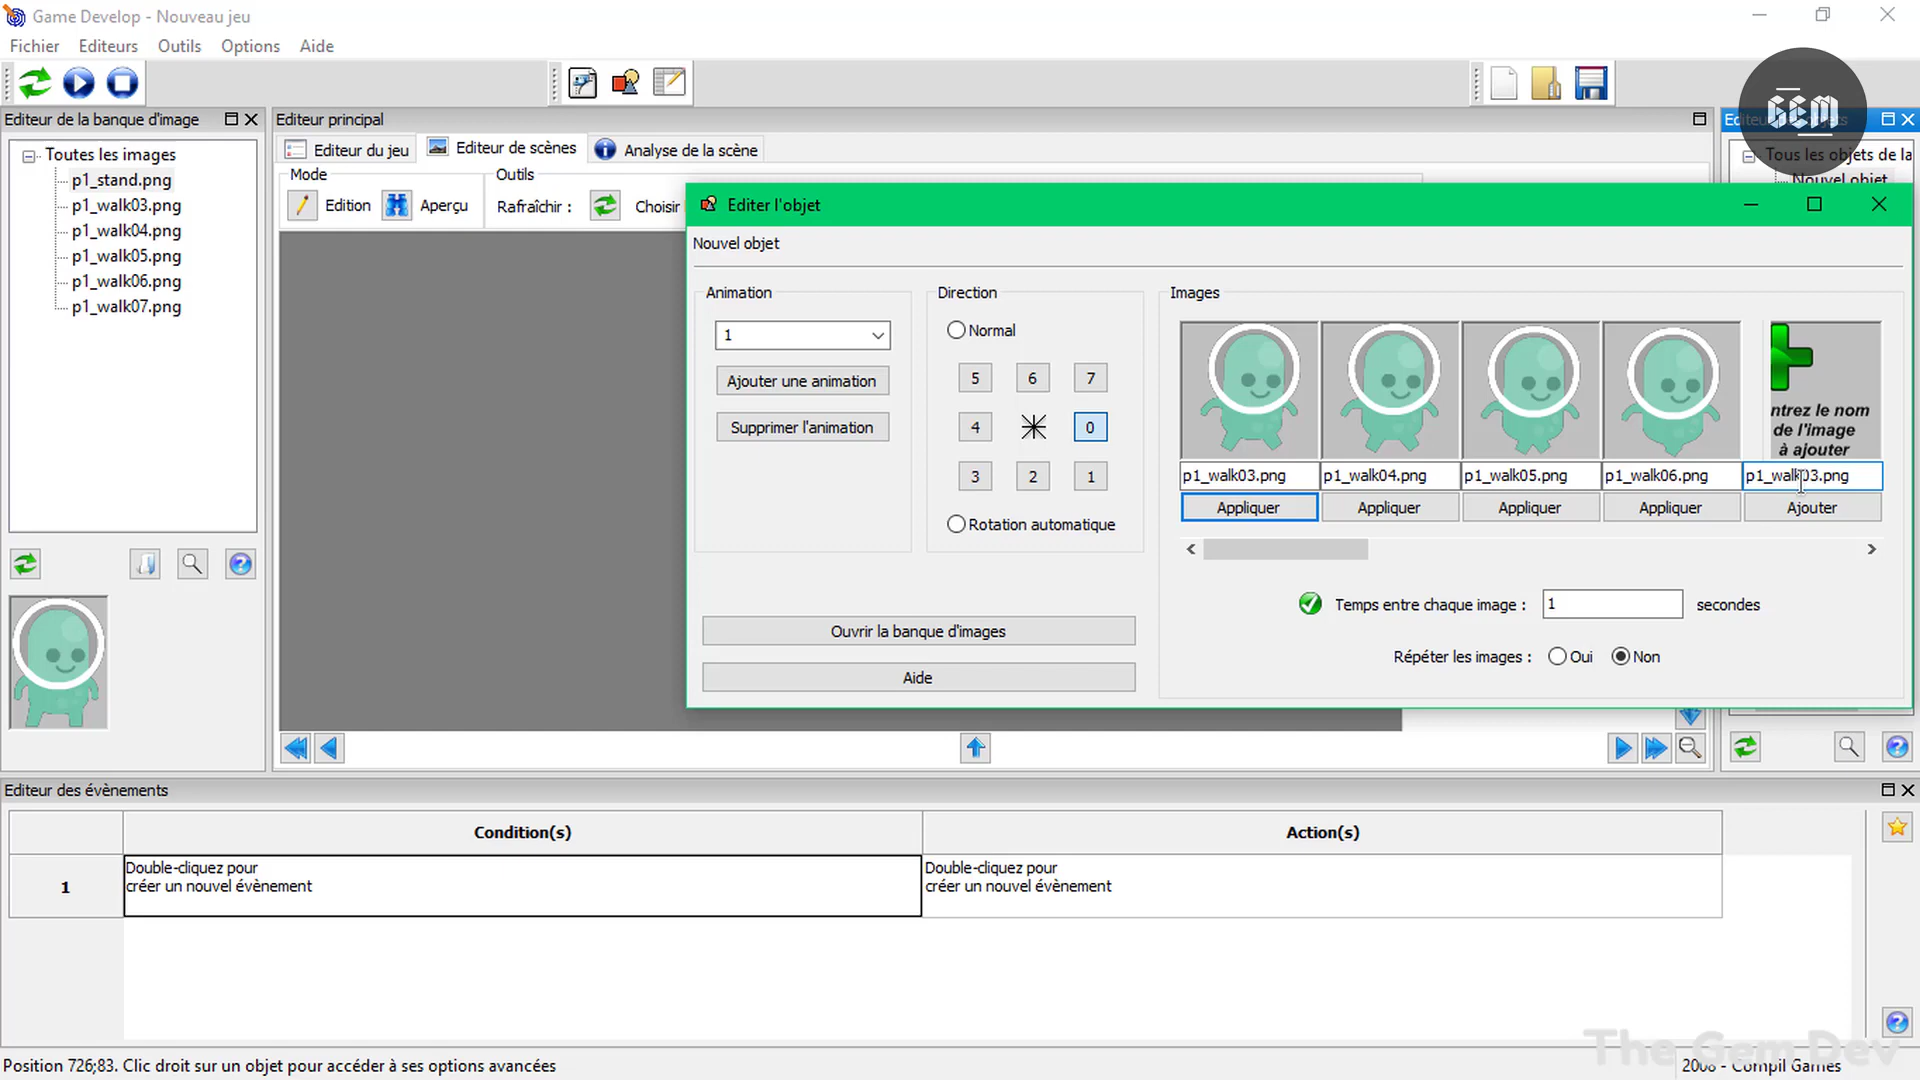 Game Develop - Nouveau jeu
Fichier Editeurs Outils Options Aide
GEM
Editeur de la banque d'image
Toutes les images
p1_stand.png
p1_walk03.png
p1_walk04.png
p1_walk05.png
p1_walk06.png
p1_walk07.png
Editeur principal
Editeur du jeu
Editeur de scènes
Analyse de la scène
Mode
Edition
Aperçu
Outils
Rafraîchir :
Choisir
Tous les objets de la
Nouvel objet
Editer l'objet
Nouvel objet
Animation
1
Ajouter une animation
Supprimer l'animation
Direction
Normal
5 6 7
4 0
3 2 1
Rotation automatique
Ouvrir la banque d'images
Aide
Images
ntrez le nom
de l'image
à ajouter
p1_walk03.png p1_walk04.png p1_walk05.png p1_walk06.png p1_walk03.png
Appliquer Appliquer Appliquer Appliquer Ajouter
Temps entre chaque image : 1 secondes
Répéter les images : Oui Non
Editeur des évènements
Condition(s) Action(s)
1
Double-cliquez pour
créer un nouvel évènement
Double-cliquez pour
créer un nouvel évènement
The Gem Dev
Position 726;83. Clic droit sur un objet pour accéder à ses options avancées
2008 - Compil Games